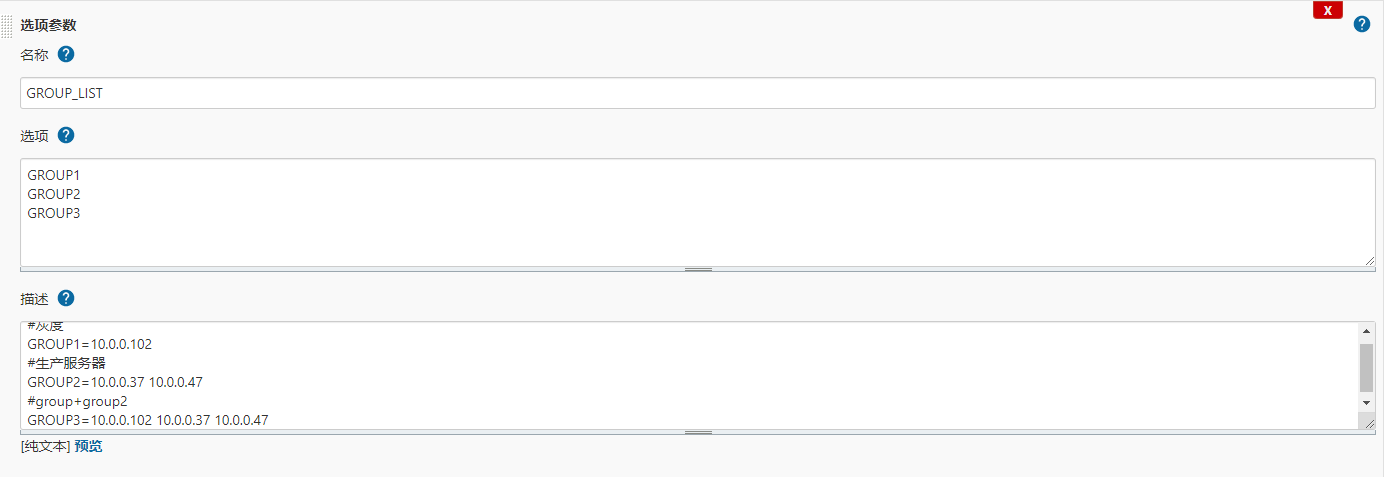 X
选项参数
?
名称 ?
GROUP_LIST
选项 ?
GROUP1
GROUP2
GROUP3
描述 ?
#灰度
GROUP1=10.0.0.102
#生产服务器
GROUP2=10.0.0.37 10.0.0.47
#group+group2
GROUP3=10.0.0.102 10.0.0.37 10.0.0.47
[纯文本] 预览